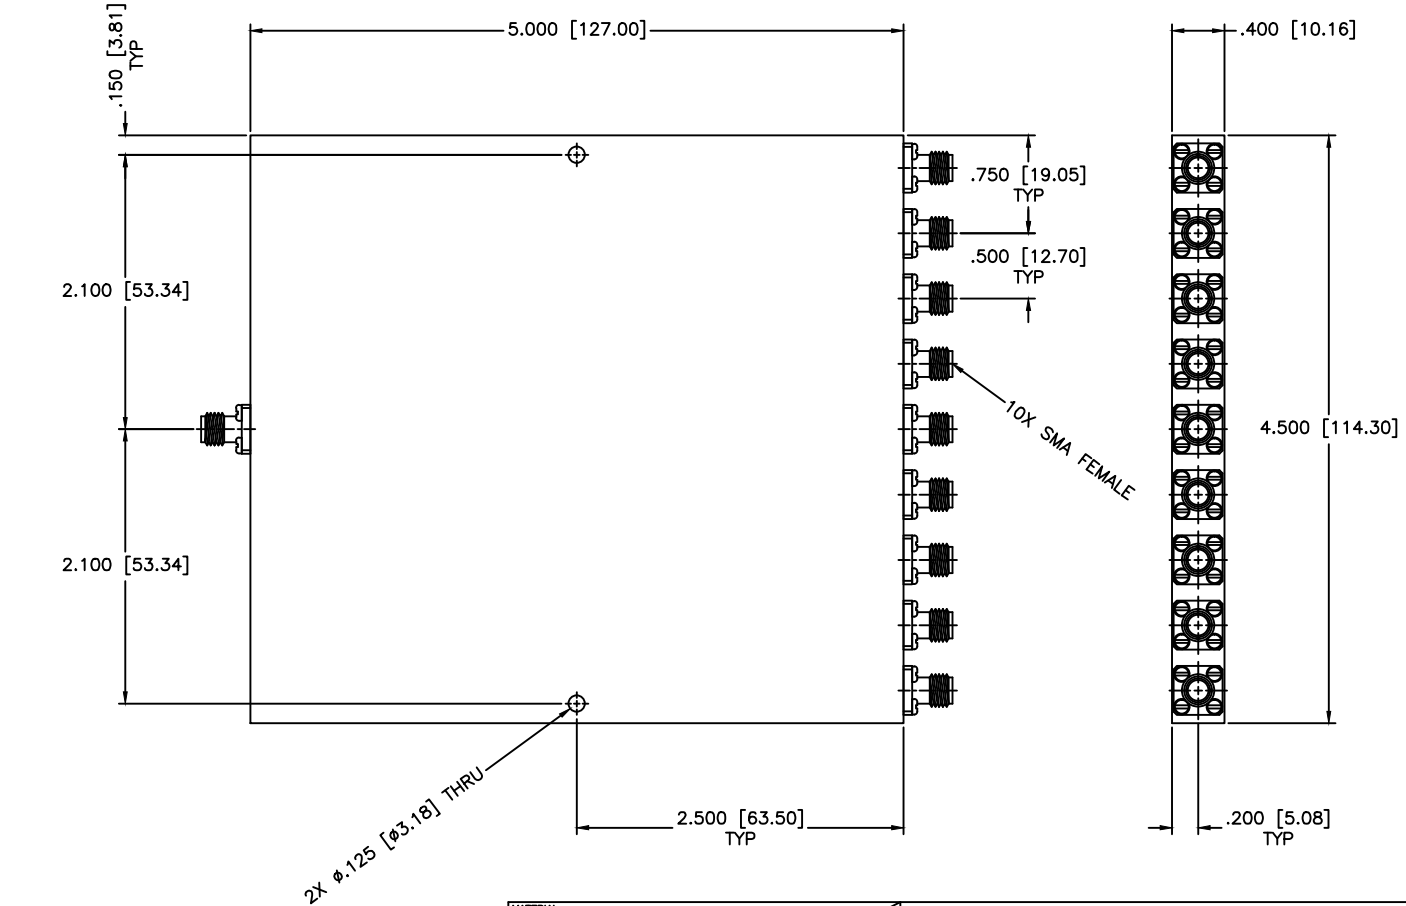 .150 [3.81]
TYP
5.000 [127.00]
.400 [10.16]
.750 [19.05]
TYP
.500 [12.70]
TYP
2.100 [53.34]
10X SMA FEMALE
4.500 [114.30]
2.100 [53.34]
2X ø.125 [ø3.18] THRU
2.500 [63.50]
TYP
.200 [5.08]
TYP